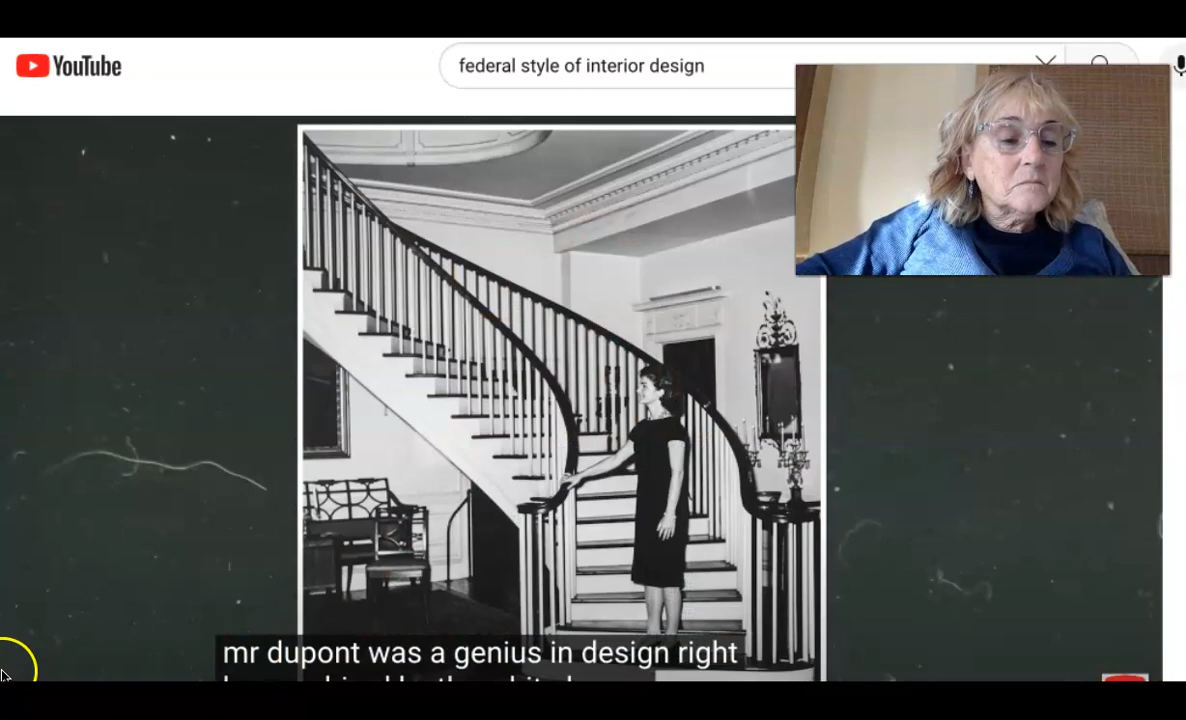 YouTube
federal style of interior design
mr dupont was a genius in design right